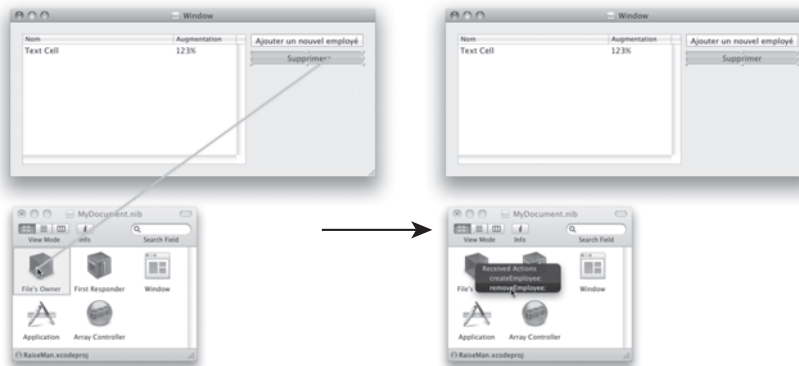 Window
Nom Augmentation
Text Cell 123%
Ajouter un nouvel employé
Supprimer
MyDocument.nib
View Mode Info Search Field
File's Owner First Responder Window
Application Array Controller
RaiseMan.xcodeproj
Window
Nom Augmentation
Text Cell 123%
Ajouter un nouvel employé
Supprimer
MyDocument.nib
View Mode Info Search Field
Received Actions
createEmployee:
removeEmployee:
File's Window
Application Array Controller
RaiseMan.xcodeproj